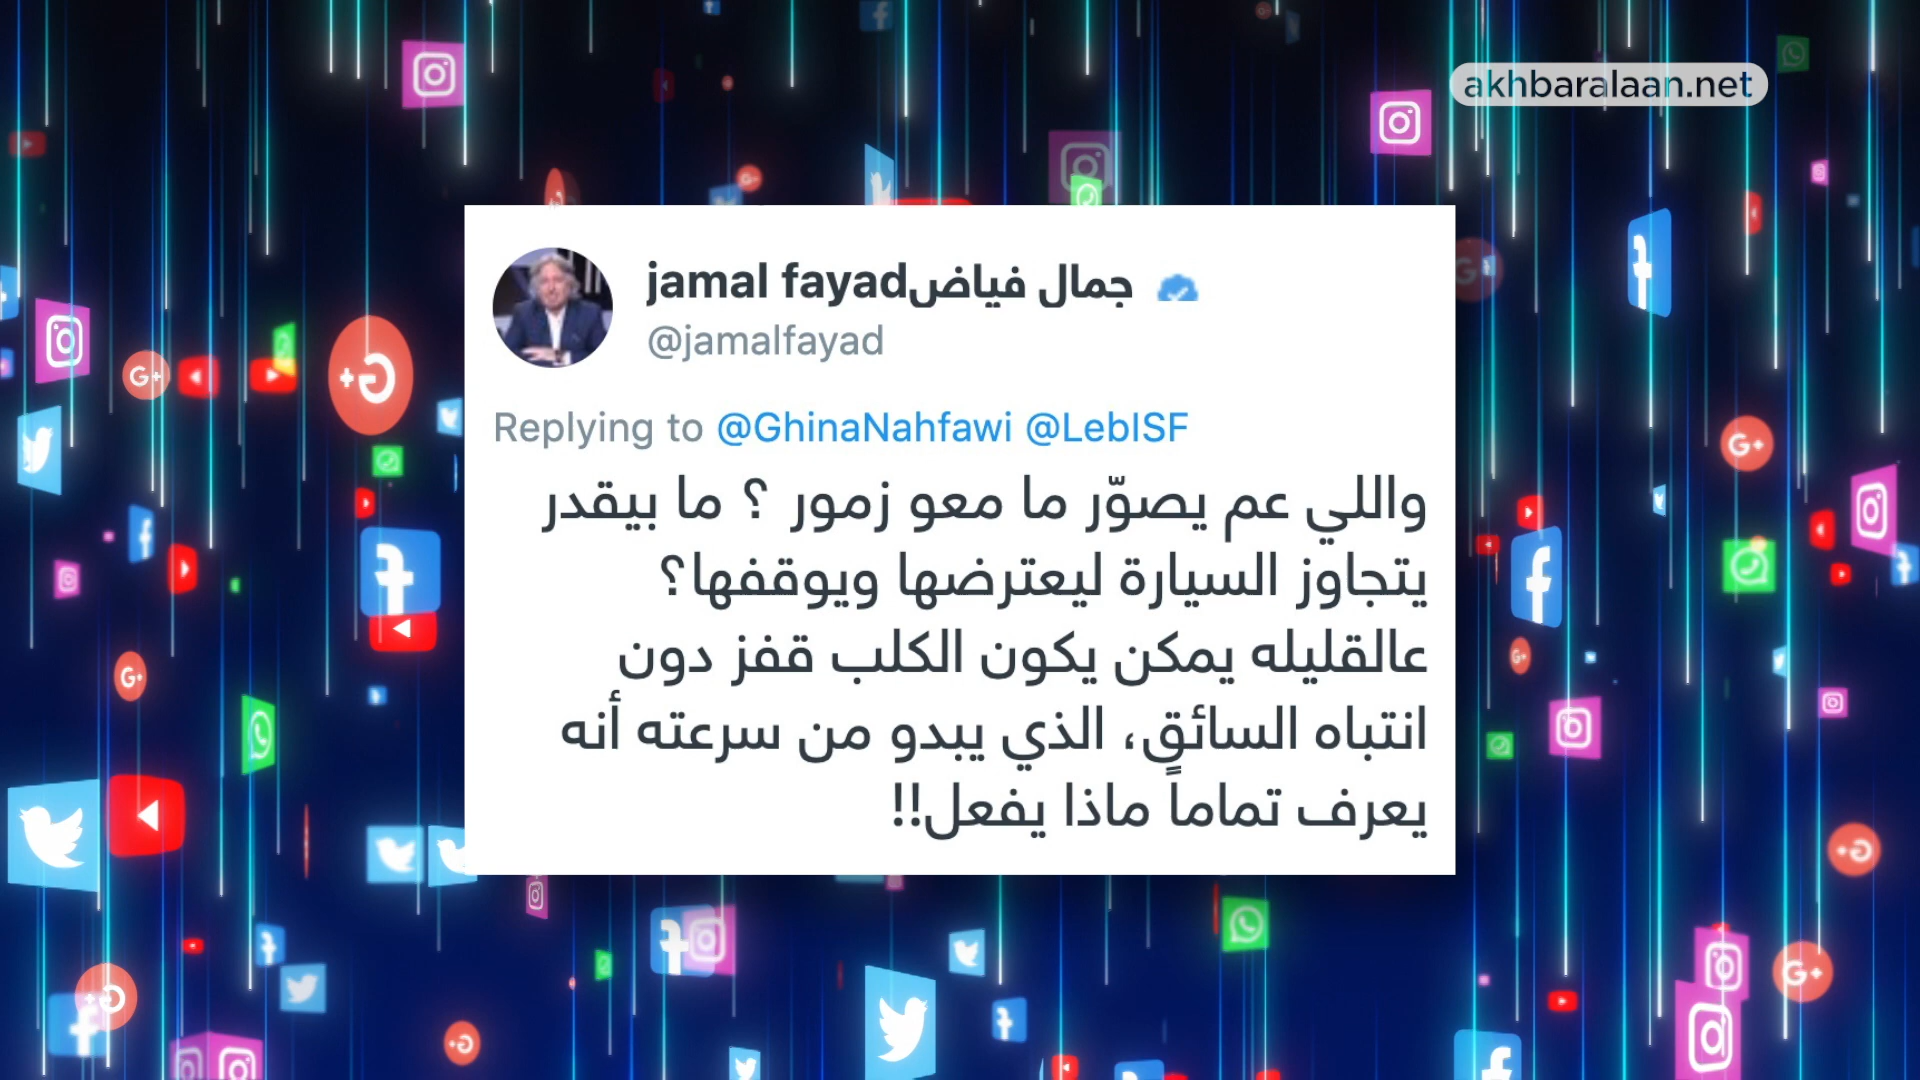 akhbaralaan.net
jamal fayadجمال فياض
@jamalfayad
Replying to @GhinaNahfawi @LebISF
واللي عم يصوّر ما معو زمور ؟ ما بيقدر
يتجاوز السيارة ليعترضها ويوقفها؟
عالقليله يمكن يكون الكلب قفز دون
انتباه السائقٍ، الذي يبدو من سرعته أنه
يعرف تماماً ماذا يفعل!!